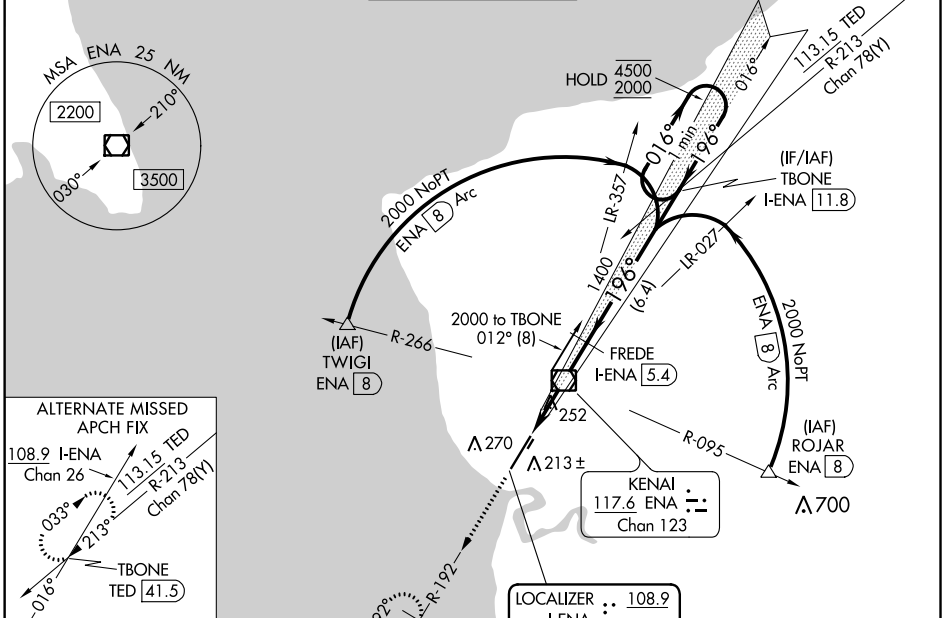 MSA ENA 25 NM
2200
210°
030°
3500
HOLD 4500
2000
016°
1 min
196°
016°
113.15 TED
R-213
Chan 78(Y)
(IF/IAF)
TBONE
I-ENA 11.8
2000 NoPT
ENA 8 Arc
LR-357
LR-027
1400
196°
(6.4)
2000 NoPT
ENA 8 Arc
(IAF)
TWIGI
ENA 8
R-266
2000 to TBONE
012° (8)
FREDE
I-ENA 5.4
252
270
213 ±
R-095
(IAF)
ROJAR
ENA 8
700
KENAI
117.6 ENA
Chan 123
ALTERNATE MISSED
APCH FIX
108.9 I-ENA
Chan 26
113.15 TED
R-213
Chan 78(Y)
033°
213°
TBONE
TED 41.5
016°
R-192
LOCALIZER 108.9